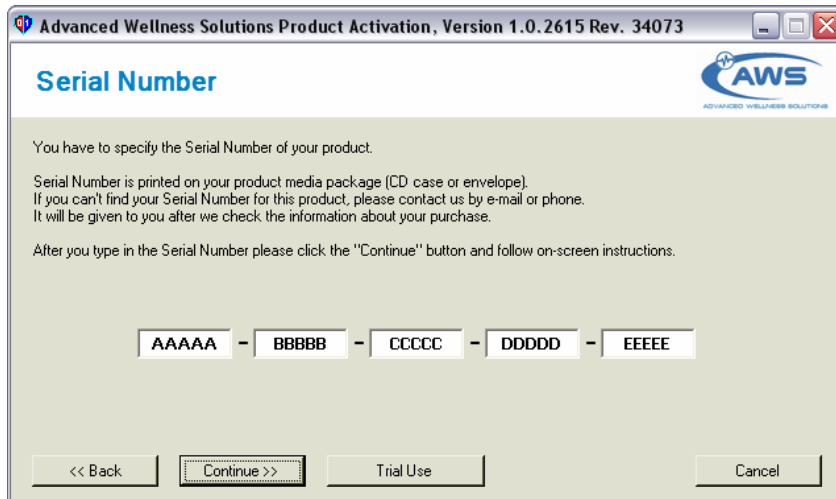 Advanced Wellness Solutions Product Activation, Version 1.0.2615 Rev. 34073
Serial Number
AWS
ADVANCED WELLNESS SOLUTIONS
You have to specify the Serial Number of your product.
Serial Number is printed on your product media package (CD case or envelope).
If you can't find your Serial Number for this product, please contact us by e-mail or phone.
It will be given to you after we check the information about your purchase.
After you type in the Serial Number please click the "Continue" button and follow on-screen instructions.
AAAAA - BBBBB - CCCCC - DDDDD - EEEEE
<< Back Continue >> Trial Use Cancel